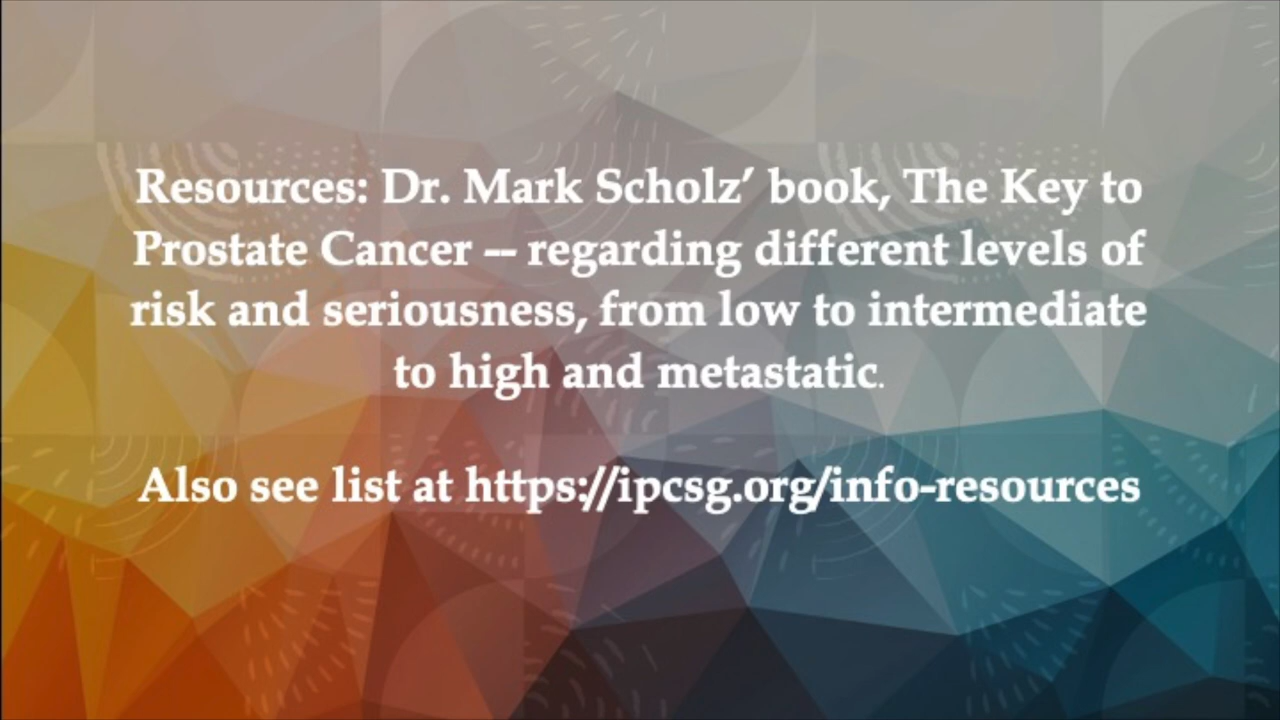 Resources: Dr. Mark Scholz’ book, The Key to
Prostate Cancer -- regarding different levels of
risk and seriousness, from low to intermediate
to high and metastatic.
Also see list at https://ipcsg.org/info-resources